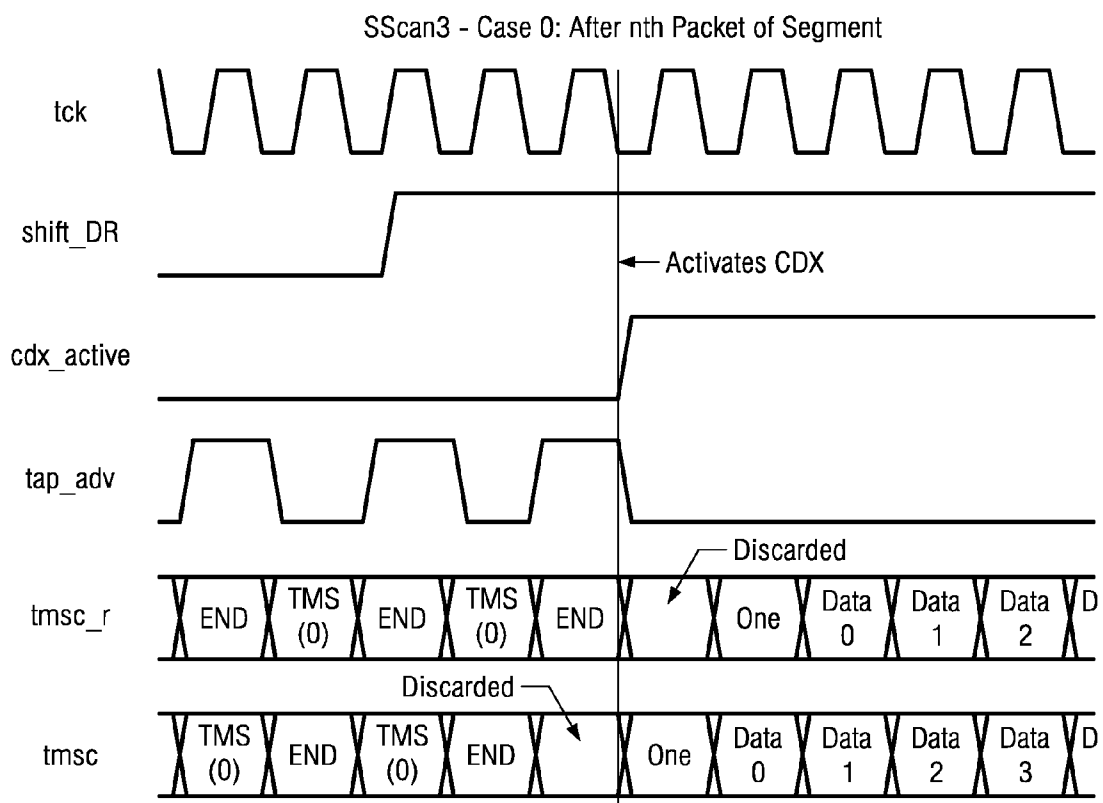 SScan3 - Case 0: After nth Packet of Segment
tck
shift_DR
Activates CDX
cdx_active
tap_adv
Discarded
tmsc_r
END
TMS
(0)
END
TMS
(0)
END
One
Data
0
Data
1
Data
2
D
Discarded
tmsc
TMS
(0)
END
TMS
(0)
END
One
Data
0
Data
1
Data
2
Data
3
D